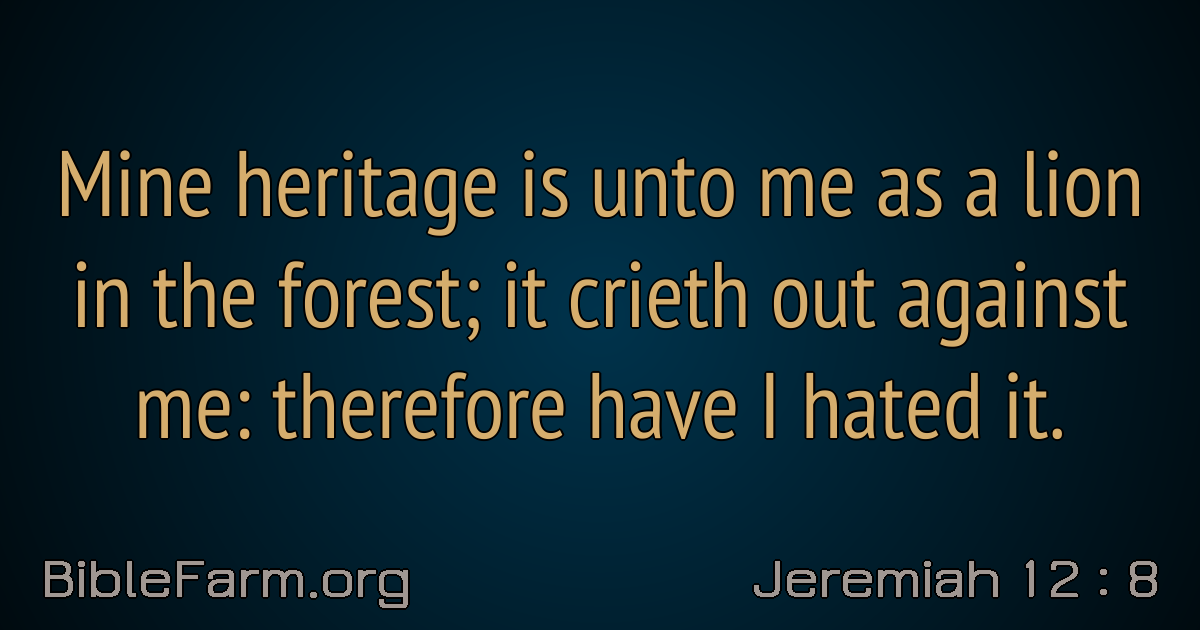 Mine heritage is unto me as a lion
in the forest; it crieth out against
me: therefore have I hated it.
BibleFarm.org
Jeremiah 12 : 8